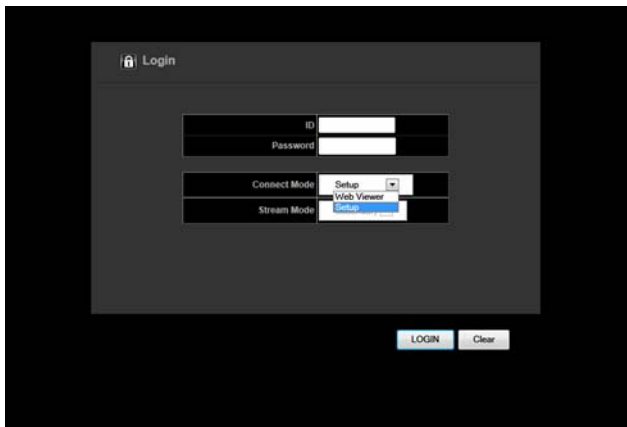 Login
ID
Password
Connect Mode Setup
Web Viewer
Setup
Stream Mode
LOGIN Clear